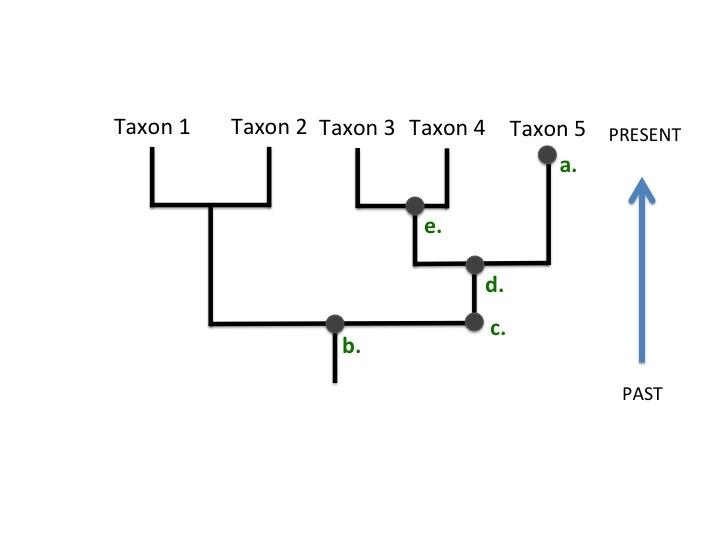 Taxon 1 Taxon 2 Taxon 3 Taxon 4 Taxon 5 PRESENT
a.
e.
d.
c.
b.
PAST